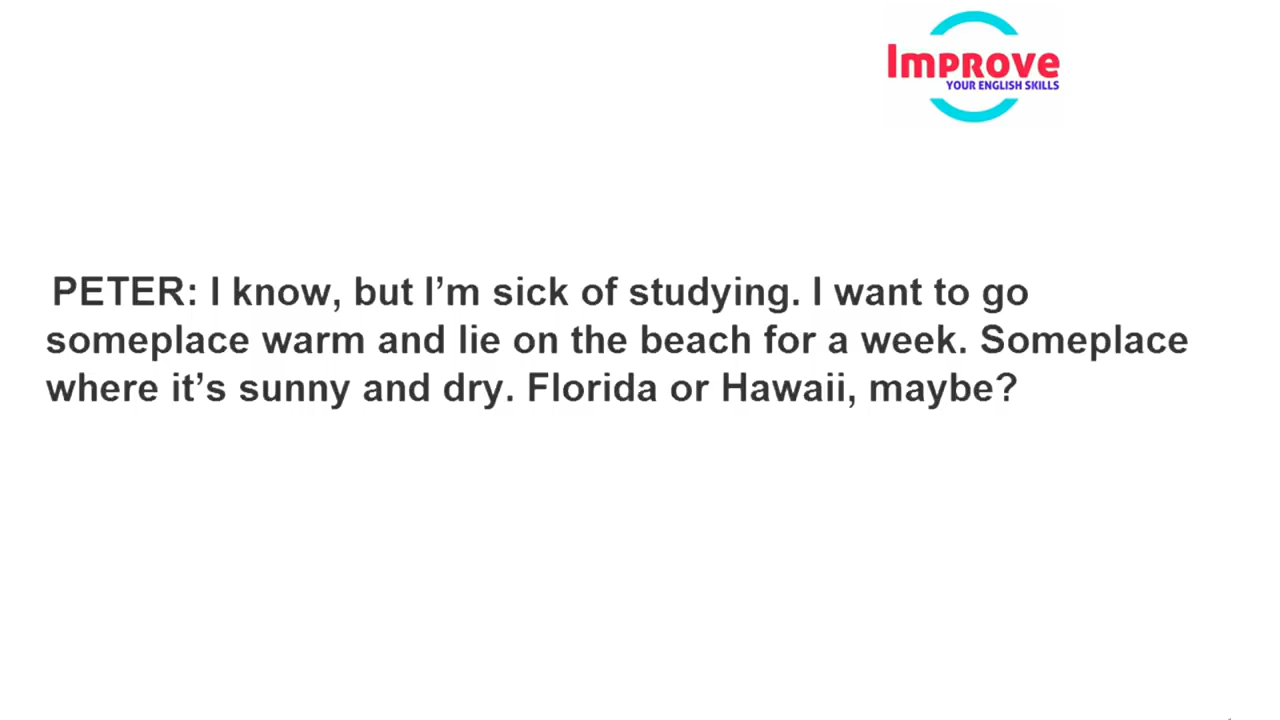 Improve
YOUR ENGLISH SKILLS
PETER: I know, but I’m sick of studying. I want to go
someplace warm and lie on the beach for a week. Someplace
where it’s sunny and dry. Florida or Hawaii, maybe?